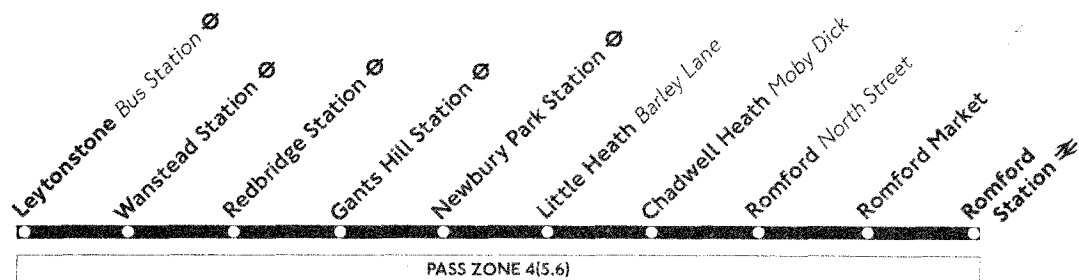 Leytonstone Bus Station
Wanstead Station
Redbridge Station
Gants Hill Station
Newbury Park Station
Little Heath Barley Lane
Chadwell Heath Moby Dick
Romford North Street
Romford Market
Romford
Station
PASS ZONE 4(5.6)